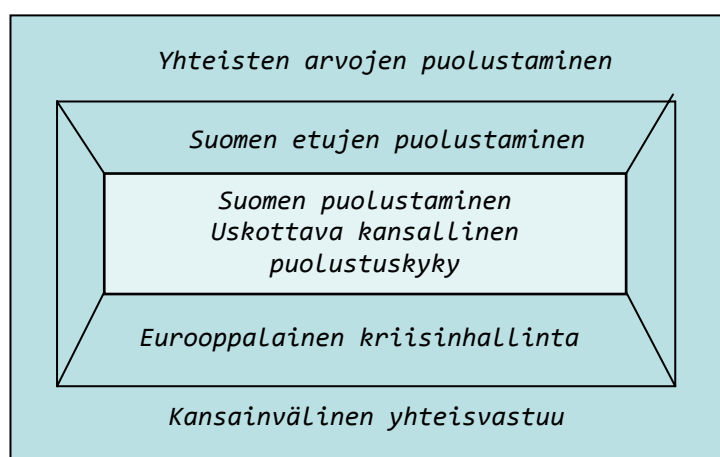 Yhteisten arvojen puolustaminen
Suomen etujen puolustaminen
Suomen puolustaminen
Uskottava kansallinen
puolustuskyky
Eurooppalainen kriisinhallinta
Kansainvälinen yhteisvastuu